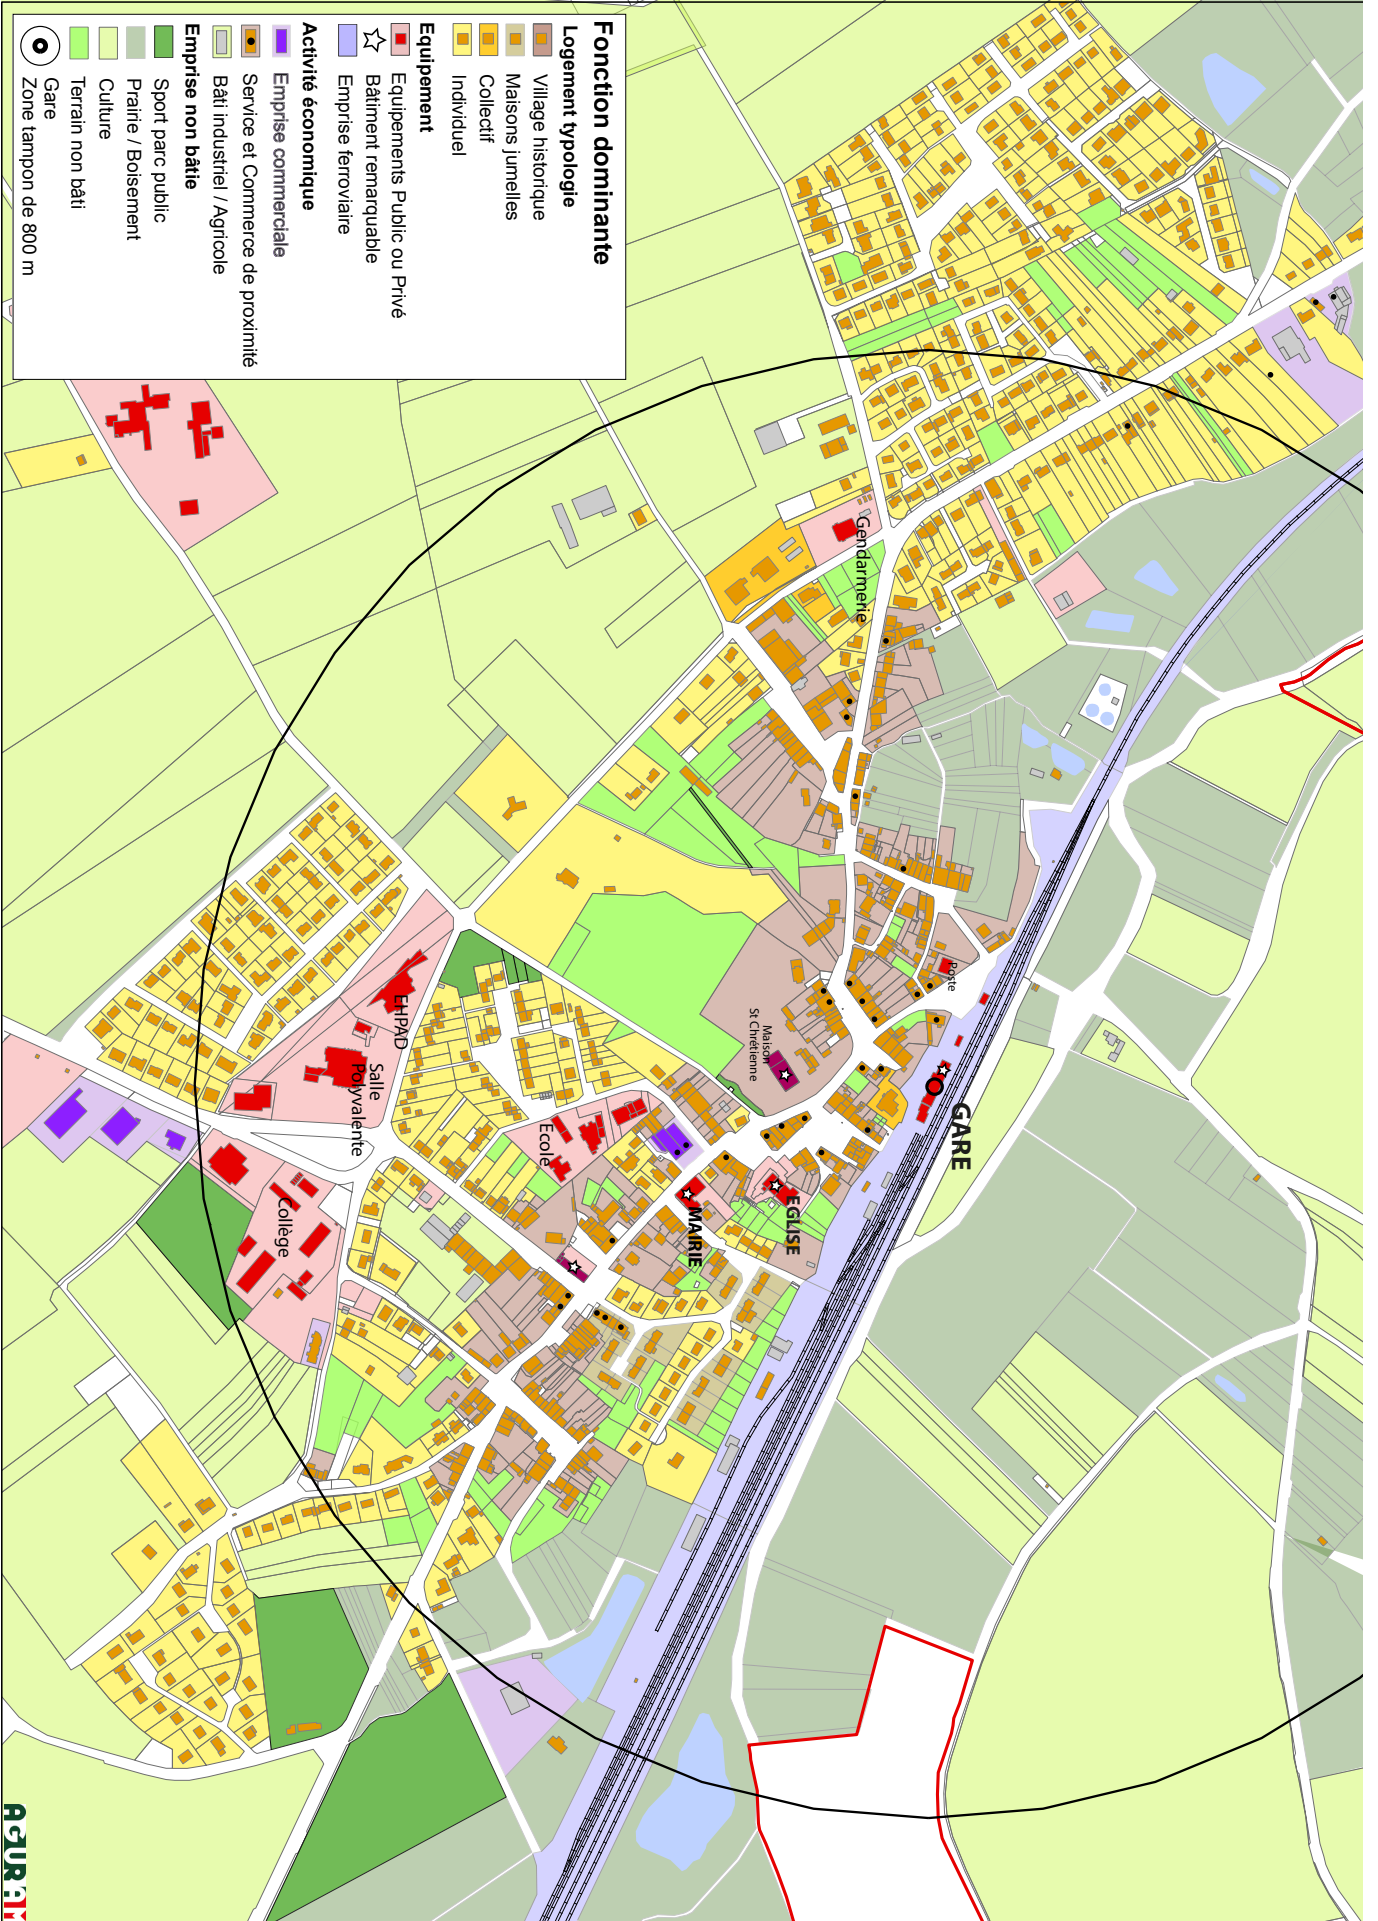 Fonction dominante
Logement typologie
Village historique
Maisons jumelles
Collectif
Individuel
Equipement
Equipements Public ou Privé
Bâtiment remarquable
Emprise ferroviaire
Activité économique
Emprise commerciale
Service et Commerce de proximité
Bâti industriel / Agricole
Emprise non bâtie
Sport parc public
Prairie / Boisement
Culture
Terrain non bâti
Gare
Zone tampon de 800 m
Gendarmerie
Poste
Maison
St Chrétienne
GARE
EGLISE
MAIRIE
Ecole
EHPAD
Salle
Polyvalente
Collège
AGURAM